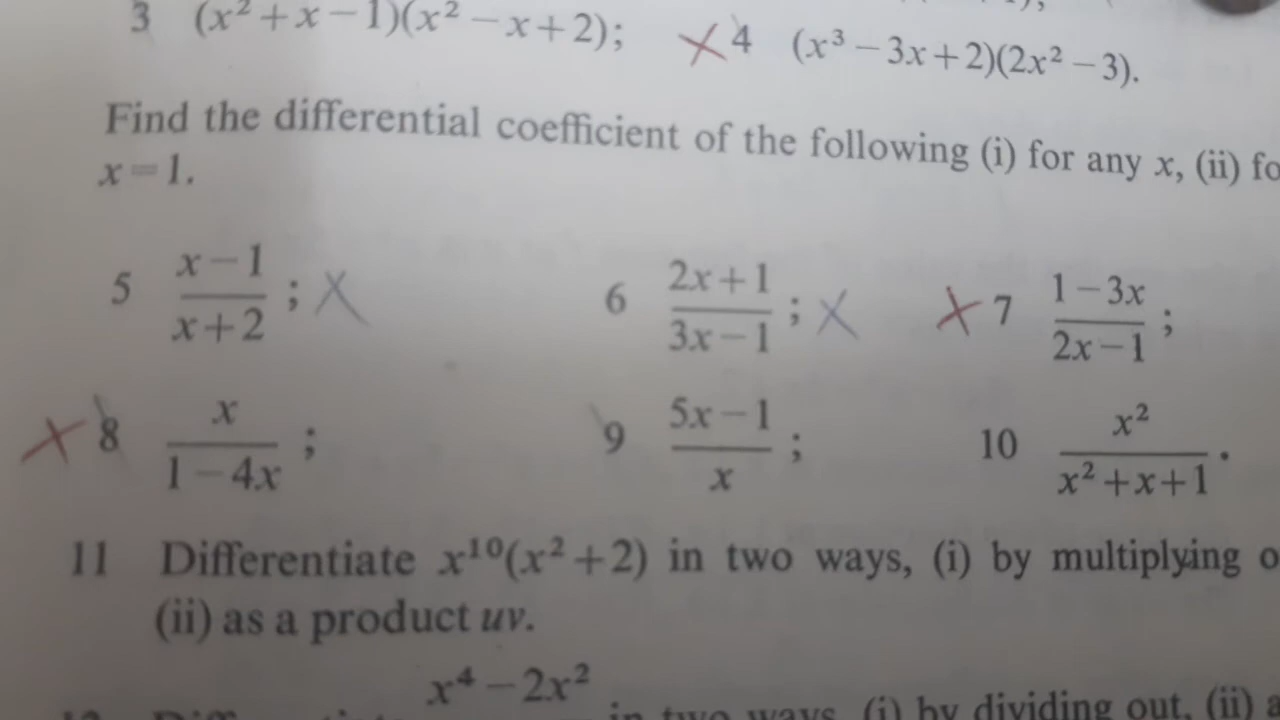 3 (x² + x − 1)(x² − x + 2); 4 (x³ − 3x + 2)(2x² − 3).
Find the differential coefficient of the following (i) for any x, (ii)
x = 1.
5 (x − 1)/(x + 2) ; 6 (2x + 1)/(3x − 1) ; 7 (1 − 3x)/(2x − 1) ;
8 x/(1 − 4x) ; 9 (5x − 1)/x ; 10 x²/(x² + x + 1) .
11 Differentiate x¹⁰(x² + 2) in two ways, (i) by multiplying
(ii) as a product uv.
x⁴ − 2x²
in two ways, (i) by dividing out, (ii)